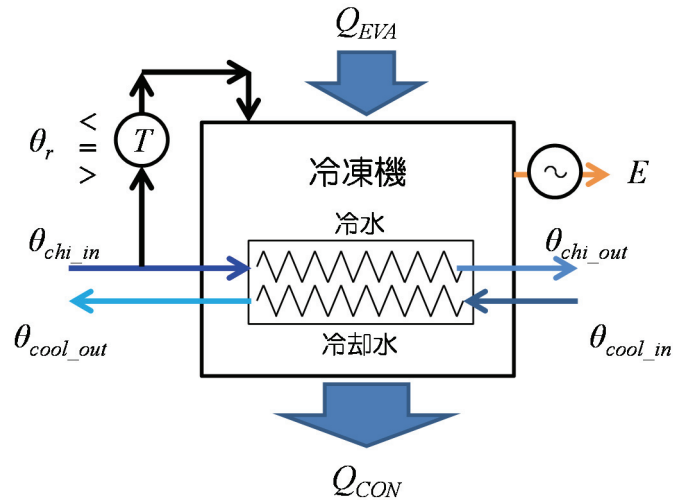 Q_EVA
<
θ_r = T
>
冷凍機
~ E
冷水
θ_chi_in
θ_chi_out
θ_cool_out
冷却水
θ_cool_in
Q_CON